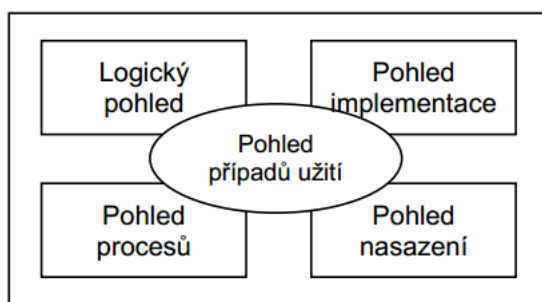 Logický
pohled
Pohled
implementace
Pohled
případů užití
Pohled
procesů
Pohled
nasazení